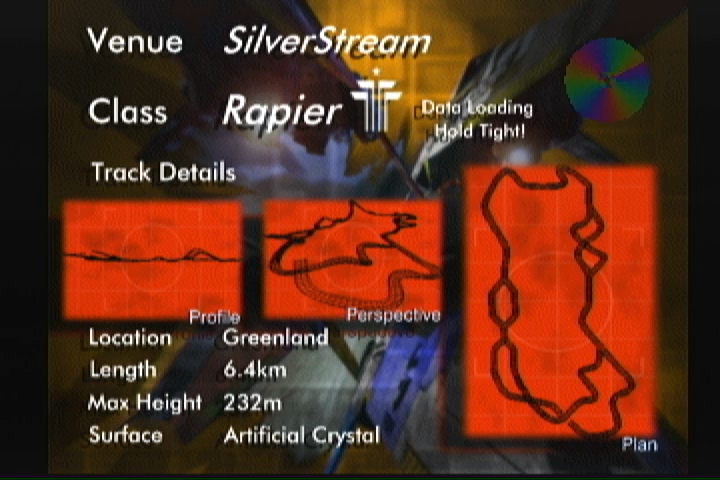 Venue SilverStream
Class Rapier
Data Loading
Hold Tight!
Track Details
Profile
Perspective
Plan
Location Greenland
Length 6.4km
Max Height 232m
Surface Artificial Crystal